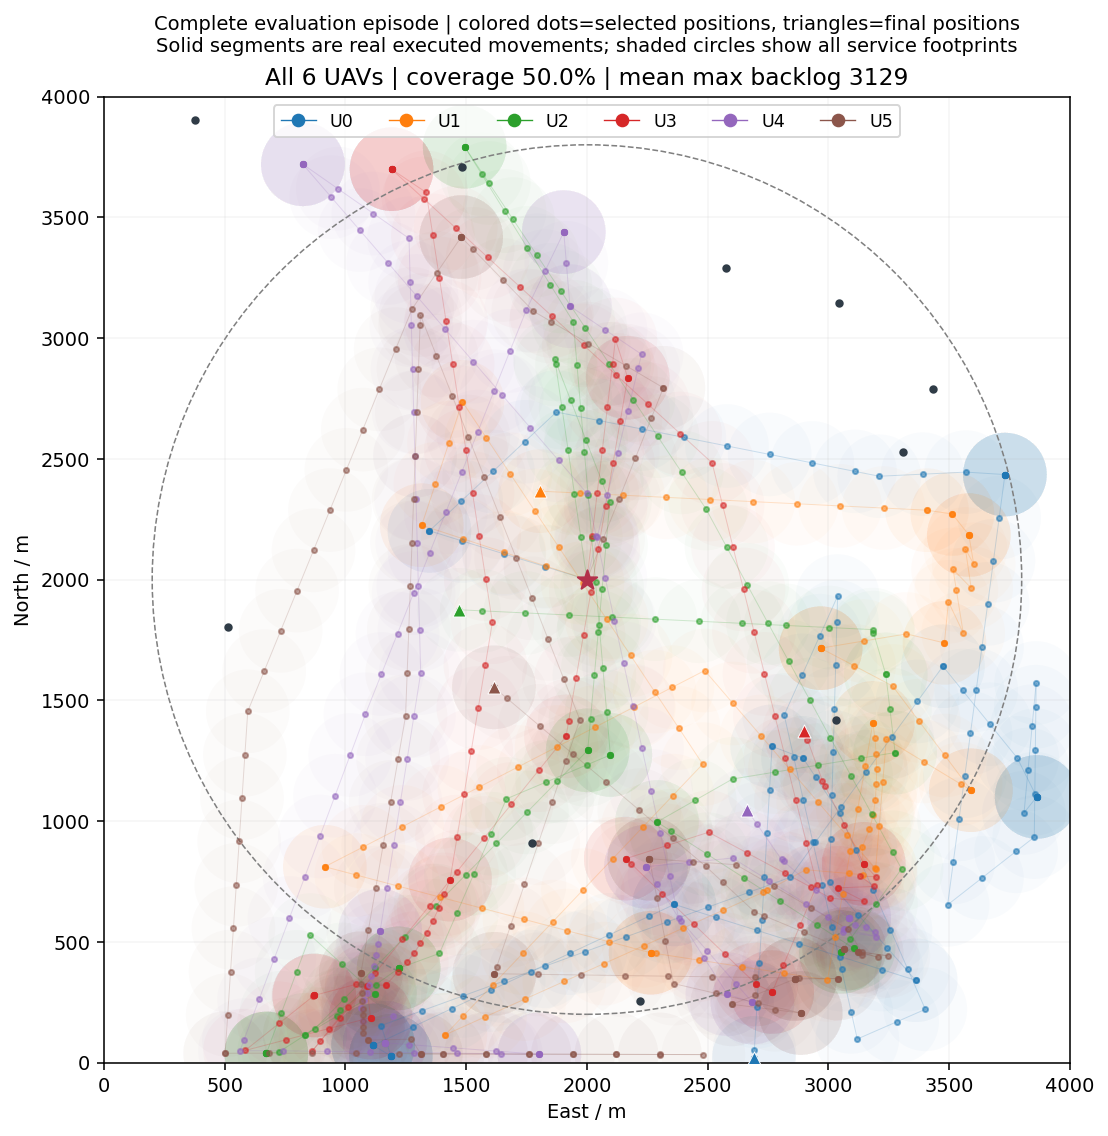 Complete evaluation episode | colored dots=selected positions, triangles=final positions
Solid segments are real executed movements; shaded circles show all service footprints
All 6 UAVs | coverage 50.0% | mean max backlog 3129
U0 U1 U2 U3 U4 U5
4000
3500
3000
2500
2000
1500
1000
500
0
North / m
0 500 1000 1500 2000 2500 3000 3500 4000
East / m